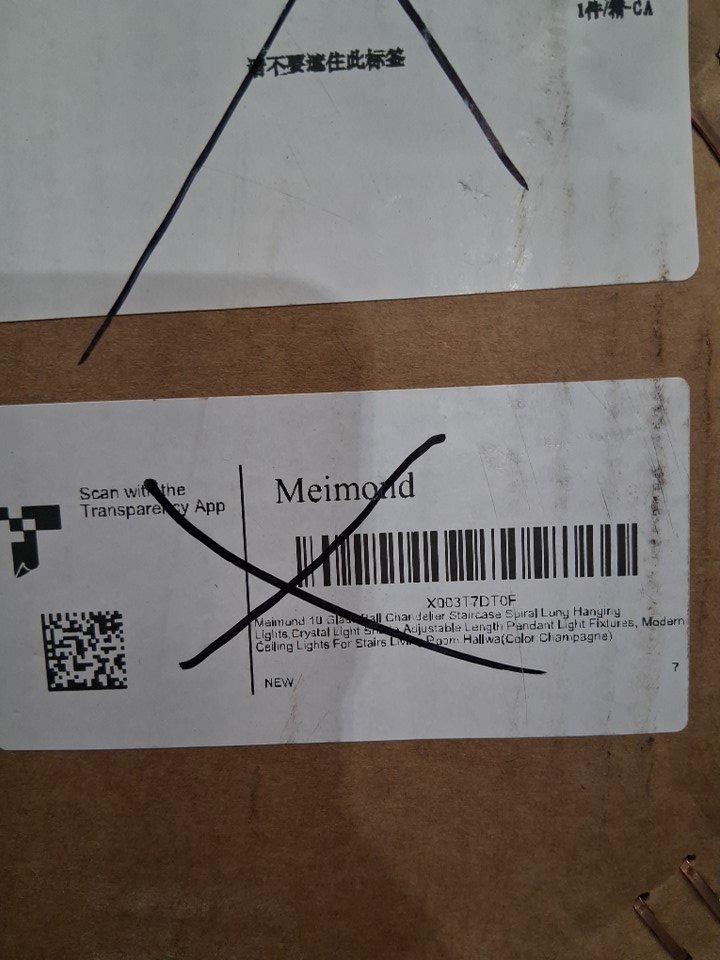 1件/箱-CA
请不要遮住此标签
Scan with the
Transparency App
Meimond
X003T7DT0F
Meimond 10 Glass Ball Chandelier Staircase Spiral Long Hanging
Lights,Crystal Light Shade Adjustable Length Pendant Light Fixtures, Modern
Ceiling Lights For Stairs Living Room Hallwa(Color Champagne)
NEW
7